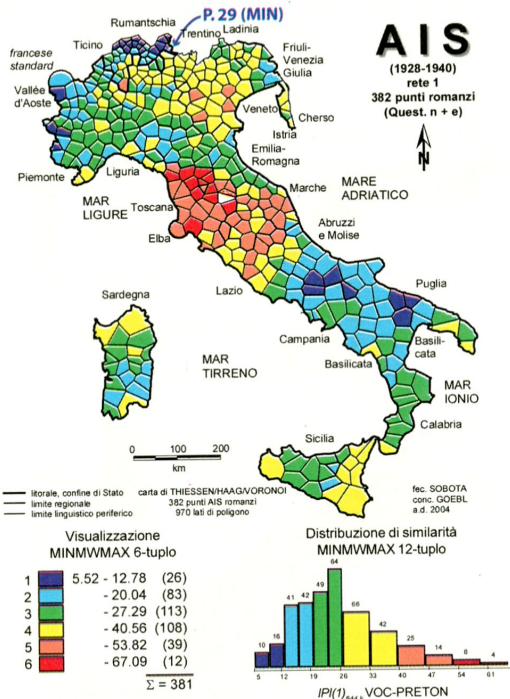 P. 29 (MIN)
Rumantschia
Ladinia
Trentino
Ticino
francese
standard
Friuli-
Venezia
Giulia
Vallée
d'Aoste
Veneto
Cherso
Istria
Emilia-
Romagna
Piemonte
Liguria
MAR
LIGURE
Toscana
Elba
Marche
MARE
ADRIATICO
Abruzzi
e Molise
Lazio
Puglia
Sardegna
Campania
Basili-
cata
Basilicata
MAR
TIRRENO
MAR
IONIO
Calabria
Sicilia
AIS
(1928-1940)
rete 1
382 punti romanzi
(Quest. n + e)
N
0 100 200
km
litorale, confine di Stato
limite regionale
limite linguistico periferico
carta di THIESSEN/HAAG/VORONOI
382 punti AIS romanzi
970 lati di poligono
fec. SOBOTA
conc. GOEBL
a.d. 2004
Visualizzazione
MINMWMAX 6-tuplo
1 5.52 - 12.78 (26)
2 - 20.04 (83)
3 - 27.29 (113)
4 - 40.56 (108)
5 - 53.82 (39)
6 - 67.09 (12)
Σ = 381
Distribuzione di similarità
MINMWMAX 12-tuplo
10 16 41 42 49 64 66 42 25 14 8 4
5 12 20 26 41 54 61
VOC-PRETON